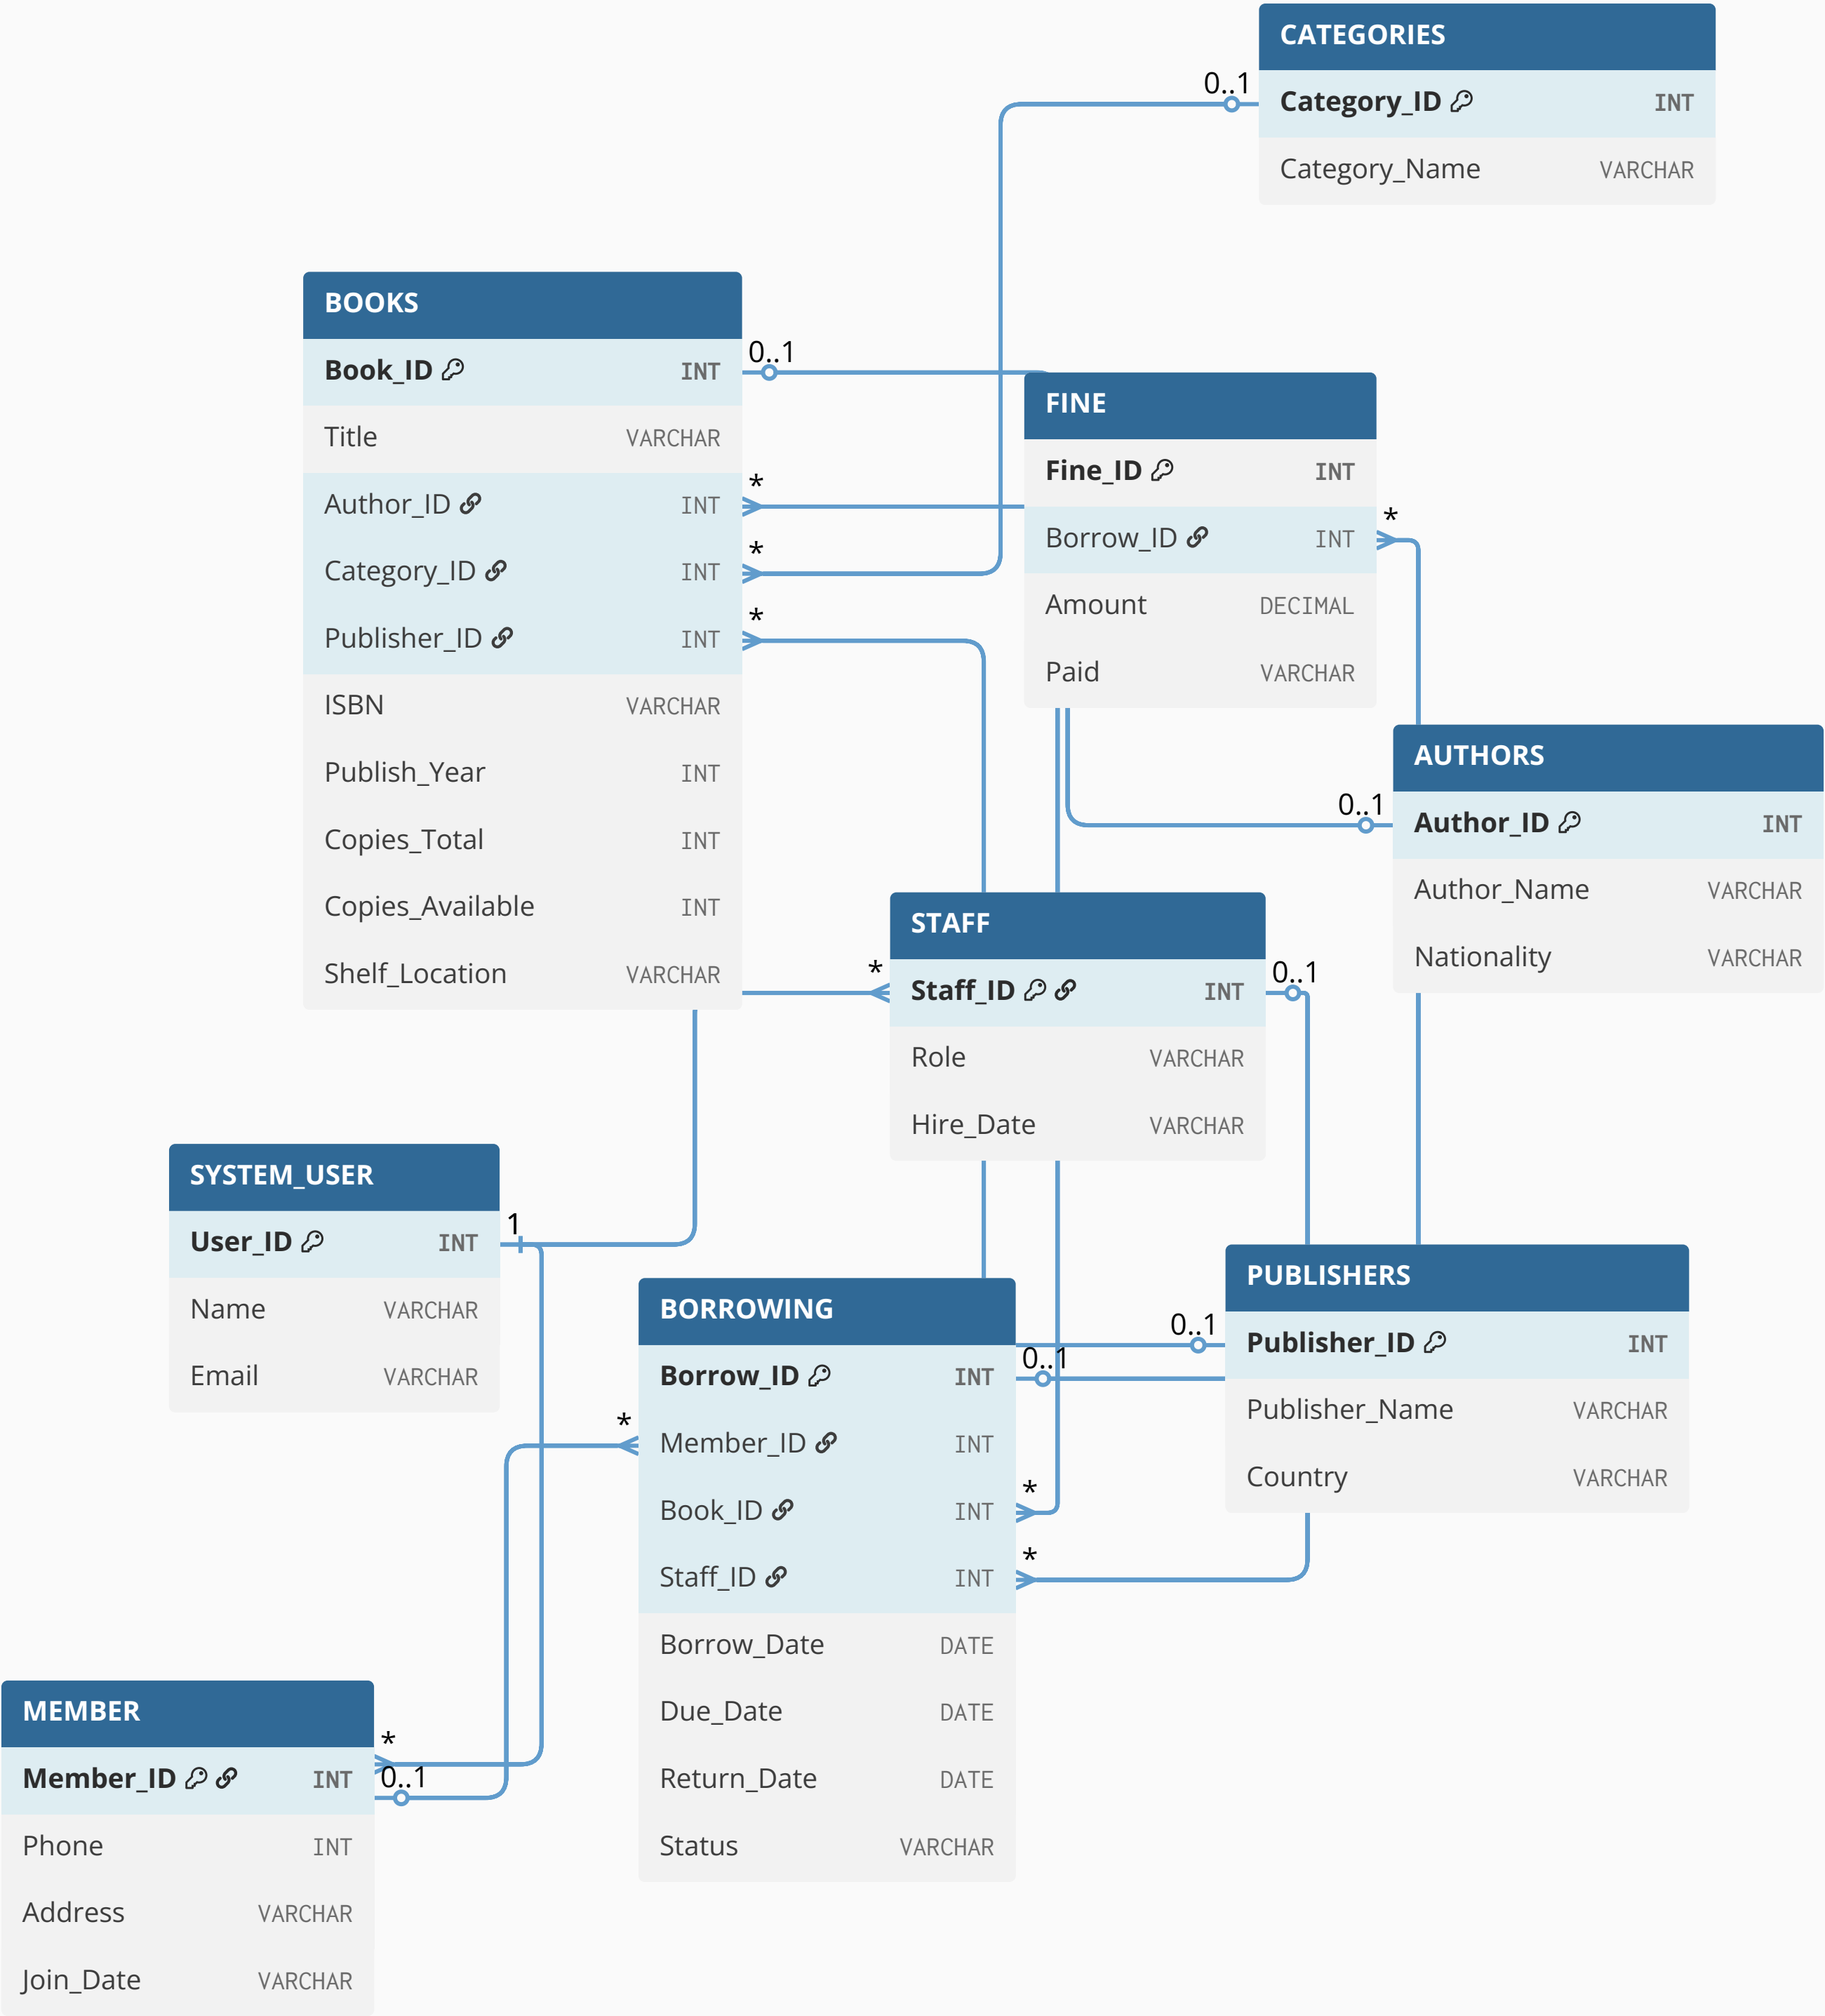 CATEGORIES
0..1
Category_ID INT
Category_Name VARCHAR
BOOKS
Book_ID INT
0..1
Title VARCHAR
Author_ID INT
*
Category_ID INT
*
Publisher_ID INT
*
ISBN VARCHAR
Publish_Year INT
Copies_Total INT
Copies_Available INT
Shelf_Location VARCHAR
FINE
Fine_ID INT
Borrow_ID INT
*
Amount DECIMAL
Paid VARCHAR
AUTHORS
0..1
Author_ID INT
Author_Name VARCHAR
Nationality VARCHAR
STAFF
*
Staff_ID INT
0..1
Role VARCHAR
Hire_Date VARCHAR
SYSTEM_USER
User_ID INT
1
Name VARCHAR
Email VARCHAR
BORROWING
Borrow_ID INT
0..1
*
Member_ID INT
Book_ID INT
*
Staff_ID INT
*
Borrow_Date DATE
Due_Date DATE
Return_Date DATE
Status VARCHAR
PUBLISHERS
0..1
Publisher_ID INT
Publisher_Name VARCHAR
Country VARCHAR
MEMBER
*
Member_ID INT
0..1
Phone INT
Address VARCHAR
Join_Date VARCHAR